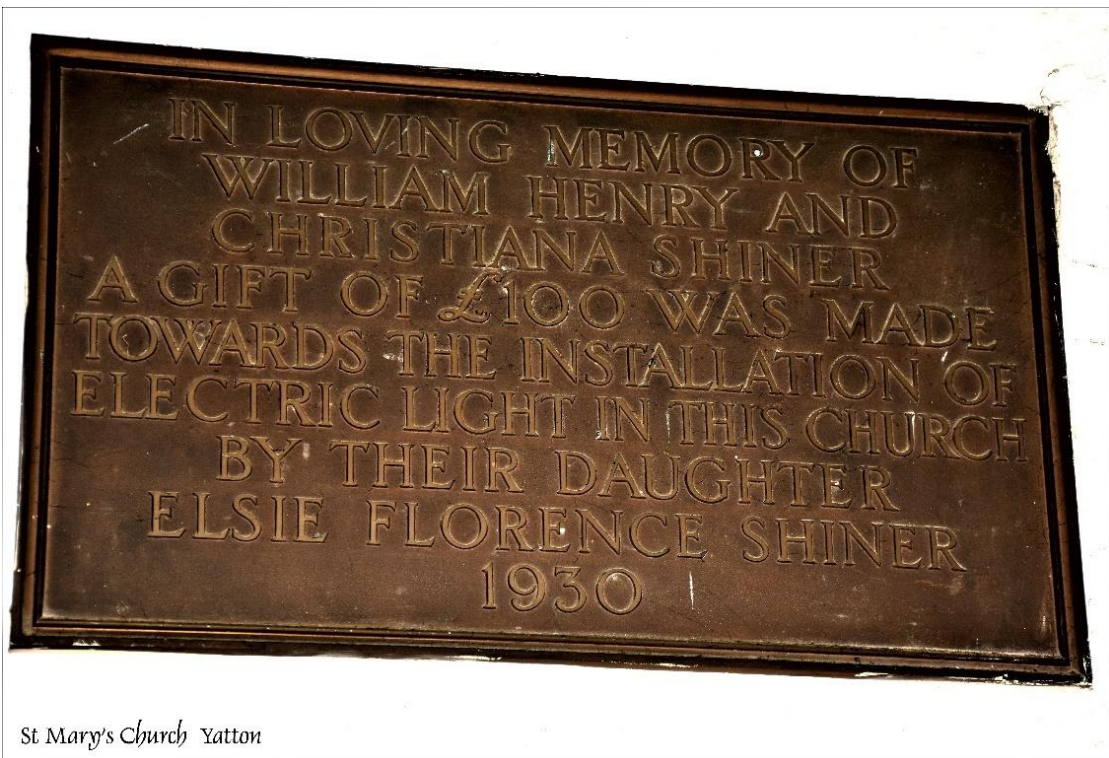 IN LOVING MEMORY OF
WILLIAM HENRY AND
CHRISTIANA SHINER
A GIFT OF £100 WAS MADE
TOWARDS THE INSTALLATION OF
ELECTRIC LIGHT IN THIS CHURCH
BY THEIR DAUGHTER
ELSIE FLORENCE SHINER
1930
St Mary's Church Yatton